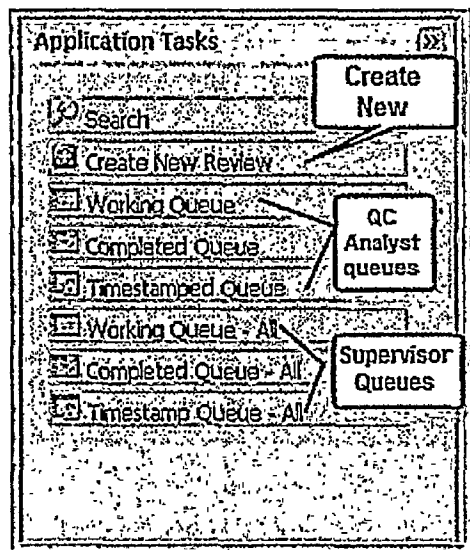 Application Tasks
Create
New
Search
Create New Review
Working Queue
Completed Queue
Timestamped Queue
QC
Analyst
queues
Working Queue - All
Completed Queue - All
Timestamp Queue - All
Supervisor
Queues